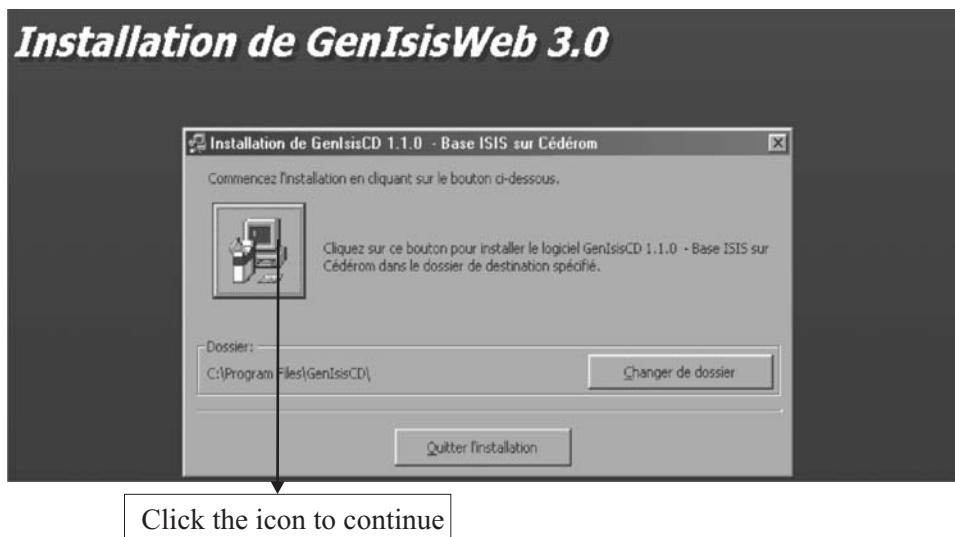 Installation de GenIsisWeb 3.0
Installation de GenIsisCD 1.1.0 - Base ISIS sur Cédérom
Commencez l'installation en cliquant sur le bouton ci-dessous.
Cliquez sur ce bouton pour installer le logiciel GenIsisCD 1.1.0 - Base ISIS sur
Cédérom dans le dossier de destination spécifié.
Dossier:
C:\Program Files\GenIsisCD\
Changer de dossier
Quitter l'installation
Click the icon to continue